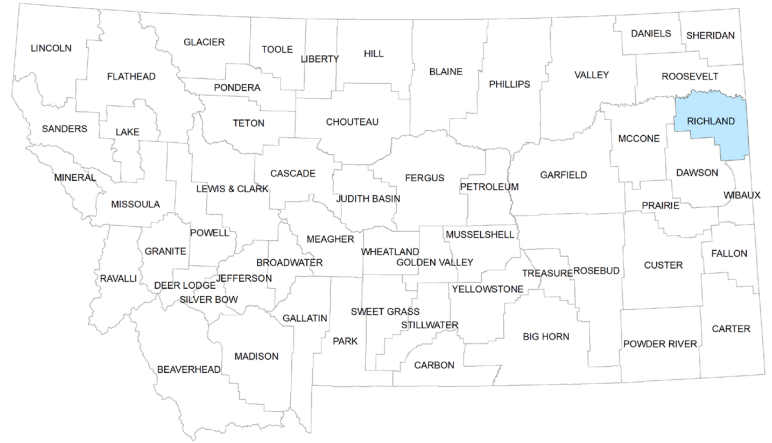 LINCOLN
FLATHEAD
GLACIER
TOOLE
LIBERTY
HILL
BLAINE
PHILLIPS
VALLEY
DANIELS
SHERIDAN
ROOSEVELT
PONDERA
TETON
CHOUTEAU
RICHLAND
SANDERS
LAKE
MCCONE
MINERAL
MISSOULA
LEWIS & CLARK
CASCADE
JUDITH BASIN
FERGUS
PETROLEUM
GARFIELD
DAWSON
WIBAUX
PRAIRIE
POWELL
GRANITE
MEAGHER
WHEATLAND
MUSSELSHELL
GOLDEN VALLEY
BROADWATER
RAVALLI
DEER LODGE
JEFFERSON
SILVER BOW
TREASURE
ROSEBUD
CUSTER
FALLON
YELLOWSTONE
GALLATIN
PARK
SWEET GRASS
STILLWATER
BIG HORN
POWDER RIVER
CARTER
MADISON
BEAVERHEAD
CARBON